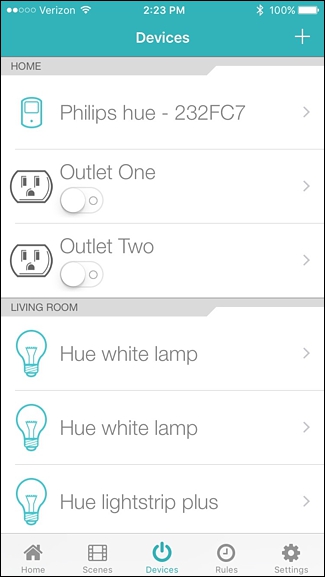 Verizon 2:23 PM 100%
Devices +
HOME
Philips hue - 232FC7
Outlet One
Outlet Two
LIVING ROOM
Hue white lamp
Hue white lamp
Hue lightstrip plus
Home Scenes Devices Rules Settings